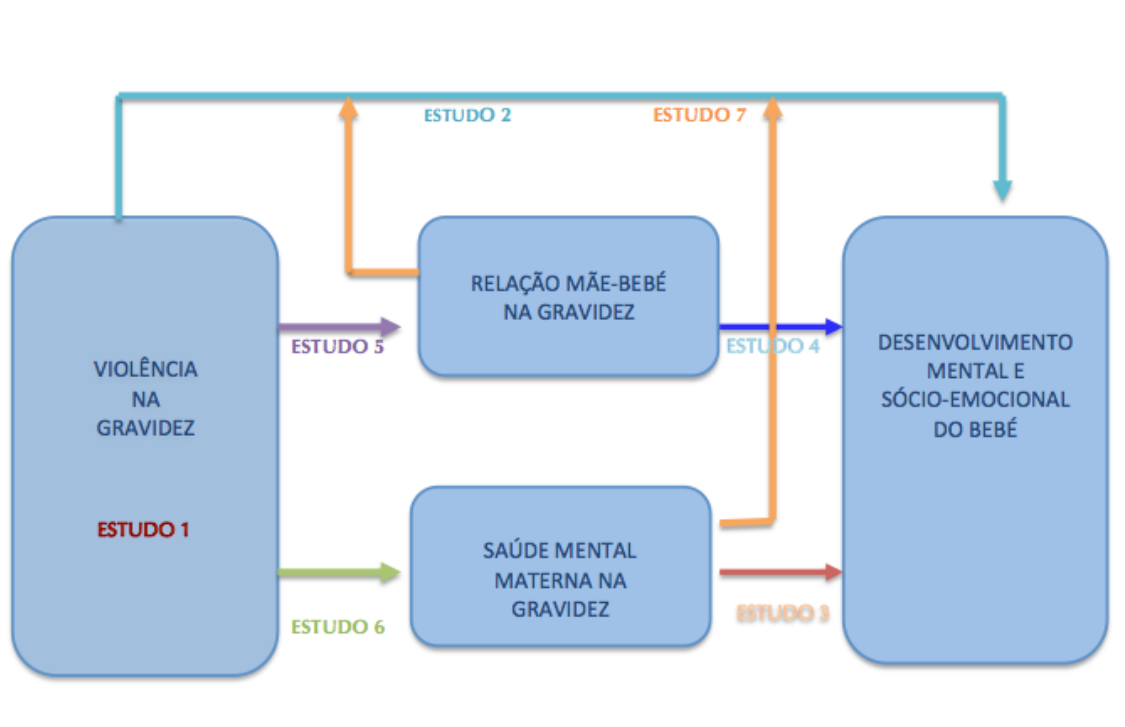 ESTUDO 2
ESTUDO 7
RELAÇÃO MÃE-BEBÉ
NA GRAVIDEZ
ESTUDO 5
ESTUDO 4
VIOLÊNCIA
NA
GRAVIDEZ
ESTUDO 1
DESENVOLVIMENTO
MENTAL E
SÓCIO-EMOCIONAL
DO BEBÉ
SAÚDE MENTAL
MATERNA NA
GRAVIDEZ
ESTUDO 6
ESTUDO 3